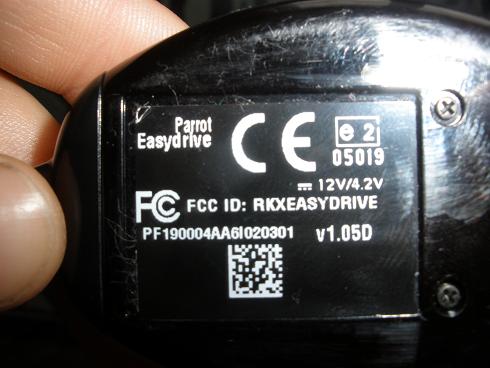 Parrot
Easydrive
CE
e 2
05019
12V/4.2V
FC FCC ID: RKXEASYDRIVE
PF190004AA6I020301 v1.05D